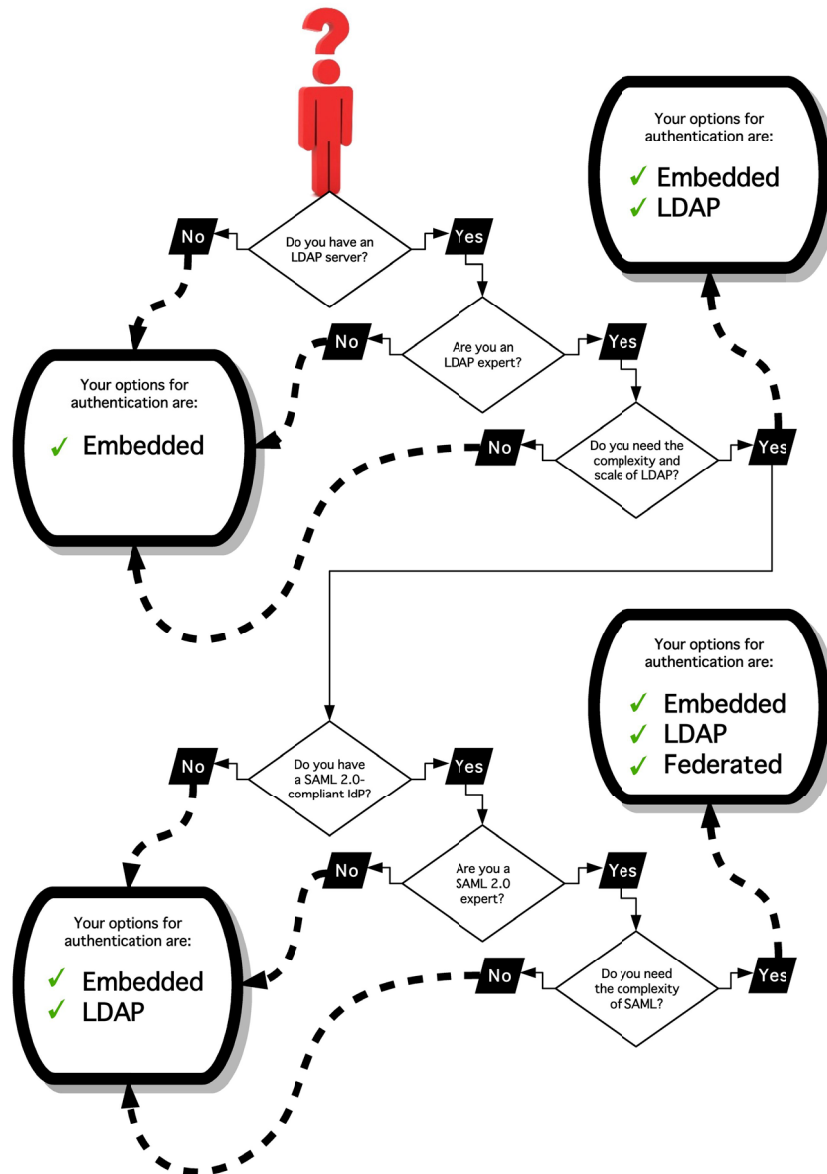 ?
Your options for
authentication are:
✓ Embedded
✓ LDAP
No
Do you have an
LDAP server?
Yes
No
Are you an
LDAP expert?
Yes
Your options for
authentication are:
✓ Embedded
No
Do you need the
complexity and
scale of LDAP?
Yes
Your options for
authentication are:
✓ Embedded
✓ LDAP
✓ Federated
No
Do you have
a SAML 2.0-
compliant IdP?
Yes
No
Are you a
SAML 2.0
expert?
Yes
Your options for
authentication are:
✓ Embedded
✓ LDAP
No
Do you need
the complexity
of SAML?
Yes